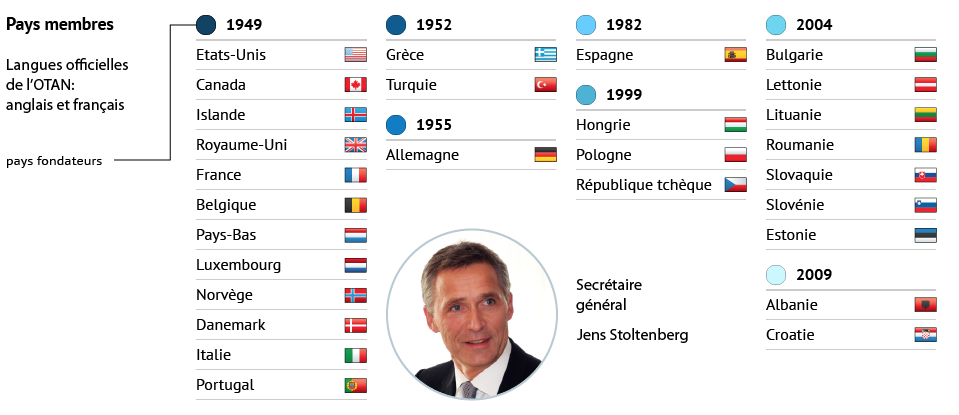 Pays membres
Langues officielles
de l'OTAN:
anglais et français
pays fondateurs
1949
Etats-Unis
Canada
Islande
Royaume-Uni
France
Belgique
Pays-Bas
Luxembourg
Norvège
Danemark
Italie
Portugal
1952
Grèce
Turquie
1955
Allemagne
1982
Espagne
1999
Hongrie
Pologne
République tchèque
Secrétaire
général
Jens Stoltenberg
2004
Bulgarie
Lettonie
Lituanie
Roumanie
Slovaquie
Slovénie
Estonie
2009
Albanie
Croatie